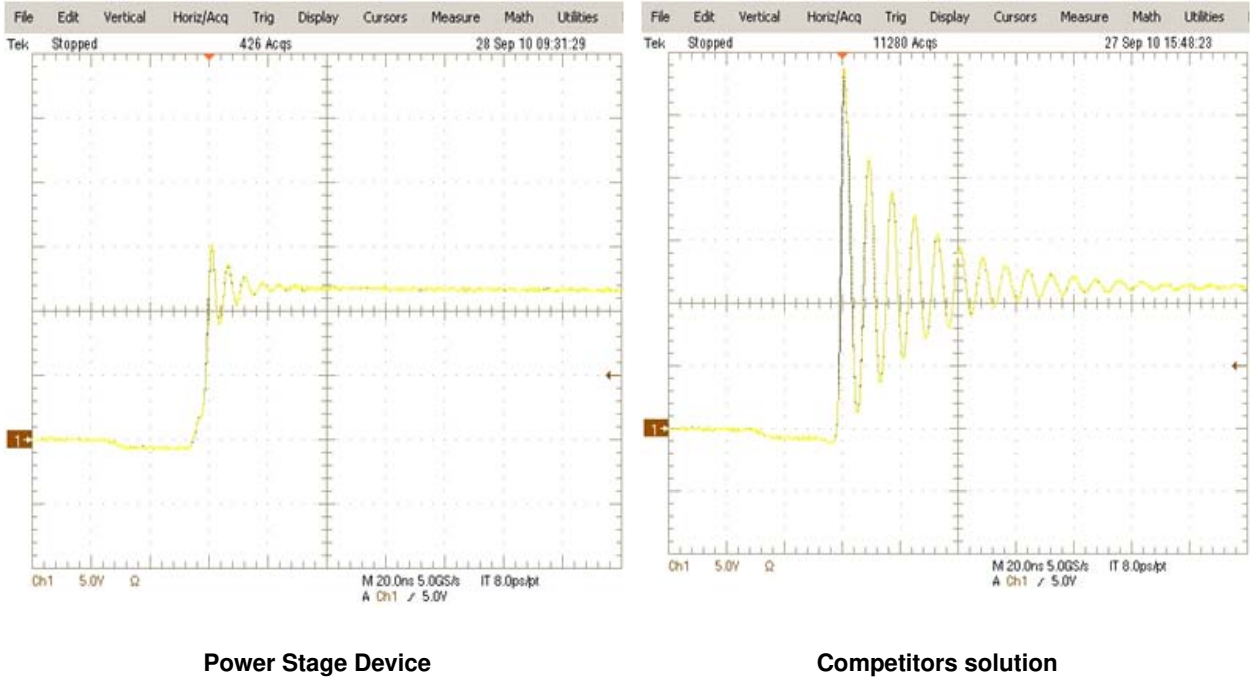 File Edit Vertical Horiz/Acq Trig Display Cursors Measure Math Utilities
Tek Stopped 426 Acqs 28 Sep 10 09:31:29
1
Ch1 5.0V Ω M 20.0ns 5.0GS/s IT 8.0ps/pt
A Ch1 / 5.0V
Power Stage Device
File Edit Vertical Horiz/Acq Trig Display Cursors Measure Math Utilities
Tek Stopped 11280 Acqs 27 Sep 10 15:48:23
1
Ch1 5.0V Ω M 20.0ns 5.0GS/s IT 8.0ps/pt
A Ch1 / 5.0V
Competitors solution